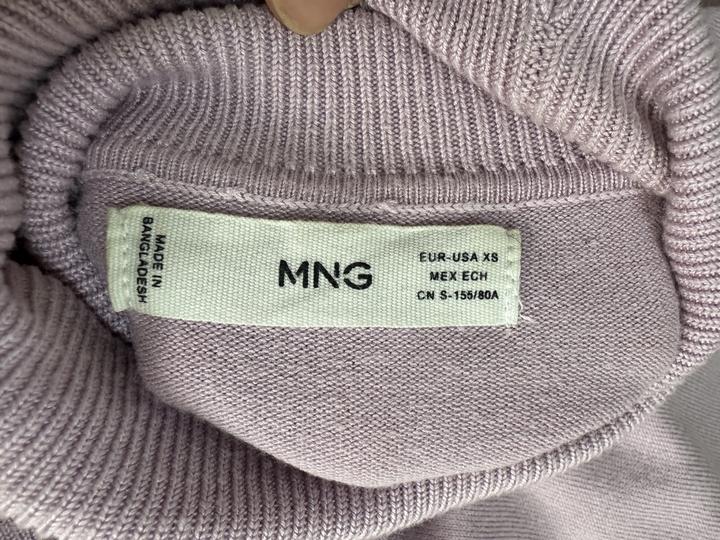 MADE IN
BANGLADESH
MNG
EUR-USA XS
MEX ECH
CN S-155/80A